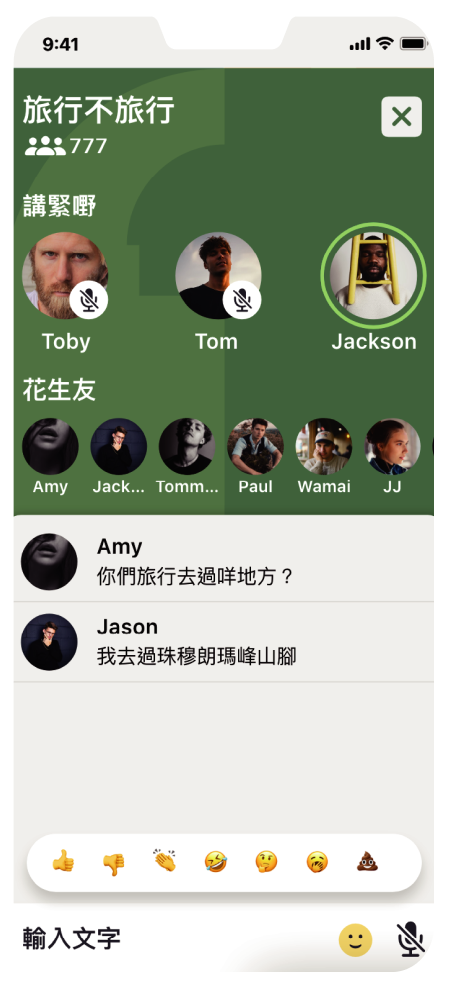 9:41
旅行不旅行
777
講緊嘢
Toby
Tom
Jackson
花生友
Amy
Jack...
Tomm...
Paul
Wamai
JJ
Amy
你們旅行去過咩地方？
Jason
我去過珠穆朗瑪峰山腳
輸入文字